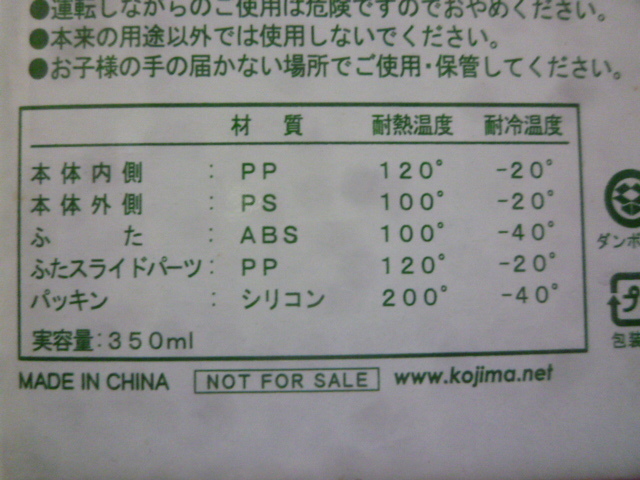 ●運転しながらのご使用は危険ですのでおやめください。
●本来の用途以外では使用しないでください。
●お子様の手の届かない場所でご使用・保管してください。
材質 耐熱温度 耐冷温度
本体内側 : PP 120° -20°
本体外側 : PS 100° -20°
ふた : ABS 100° -40°
ふたスライドパーツ: PP 120° -20°
パッキン : シリコン 200° -40°
実容量:350ml
ダンボ
プ
包装
MADE IN CHINA NOT FOR SALE www.kojima.net